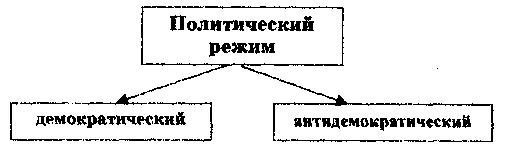 Политический
режим
демократический
антидемократический